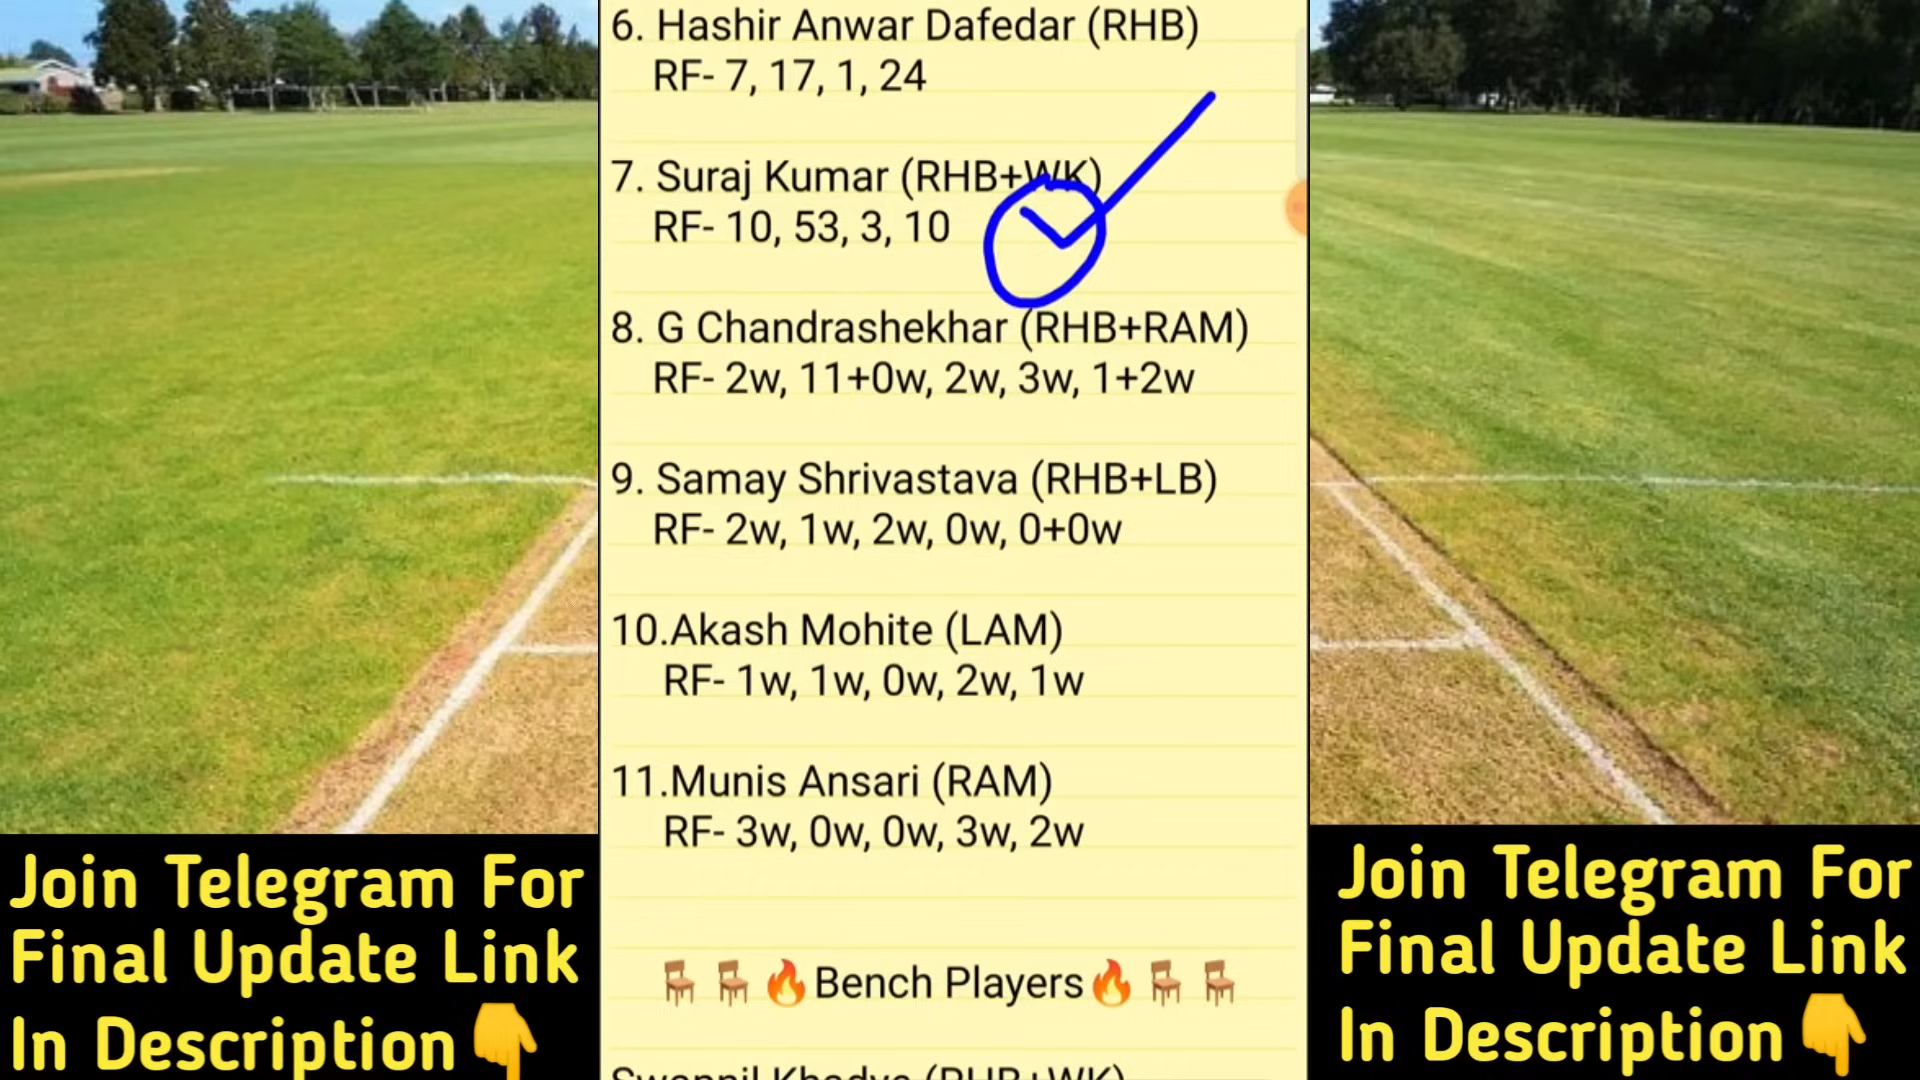 6. Hashir Anwar Dafedar (RHB)
RF- 7, 17, 1, 24
7. Suraj Kumar (RHB+WK)
RF- 10, 53, 3, 10
8. G Chandrashekhar (RHB+RAM)
RF- 2w, 11+0w, 2w, 3w, 1+2w
9. Samay Shrivastava (RHB+LB)
RF- 2w, 1w, 2w, 0w, 0+0w
10.Akash Mohite (LAM)
RF- 1w, 1w, 0w, 2w, 1w
11.Munis Ansari (RAM)
RF- 3w, 0w, 0w, 3w, 2w
🪑🪑🔥Bench Players🔥🪑🪑
(RHB+WK)
Join Telegram For
Final Update Link
In Description👇
Join Telegram For
Final Update Link
In Description👇